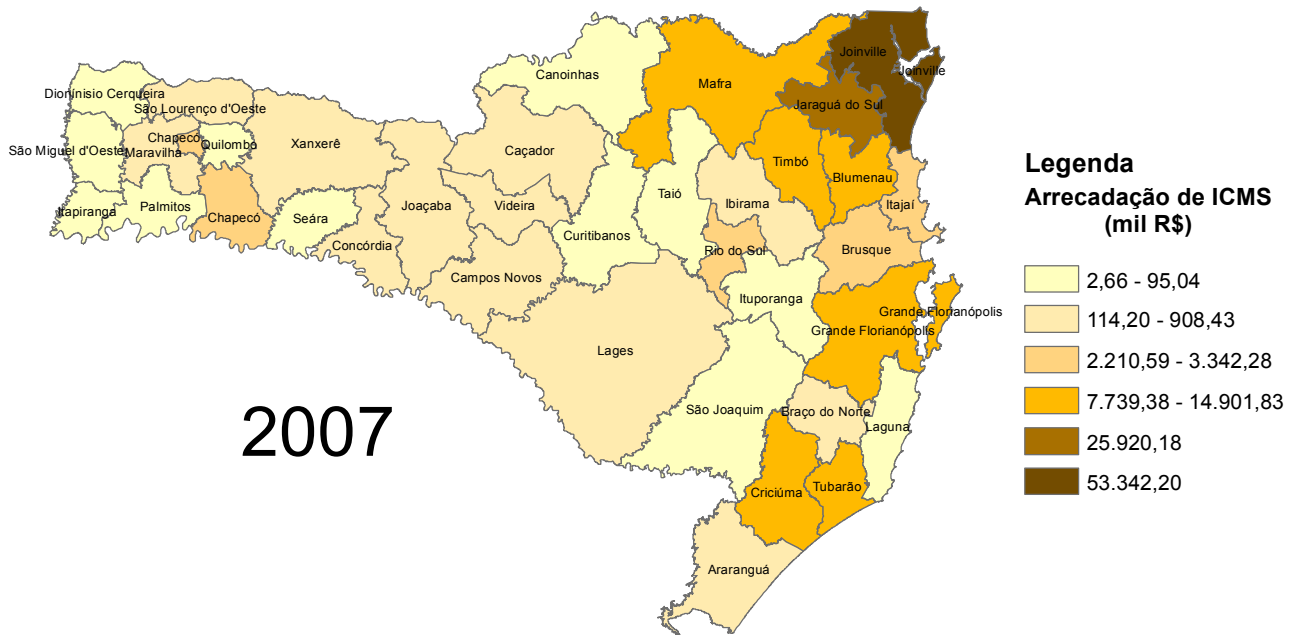 Joinville
Joinville
Canoinhas
Mafra
Dionínisio Cerqueira
São Lourenço d'Oeste
Jaraguá do Sul
Chapecó
Quilombo
Xanxerê
São Miguel d'Oeste
Maravilha
Caçador
Timbó
Blumenau
Taió
Ibirama
Itajaí
Itapiranga
Palmitos
Chapecó
Seára
Joaçaba
Videira
Curitibanos
Concórdia
Rio do Sul
Brusque
Campos Novos
Ituporanga
Grande Florianópolis
Grande Florianópolis
Lages
São Joaquim
Braço do Norte
Laguna
Criciúma
Tubarão
Araranguá
2007
Legenda
Arrecadação de ICMS
(mil R$)
2,66 - 95,04
114,20 - 908,43
2.210,59 - 3.342,28
7.739,38 - 14.901,83
25.920,18
53.342,20